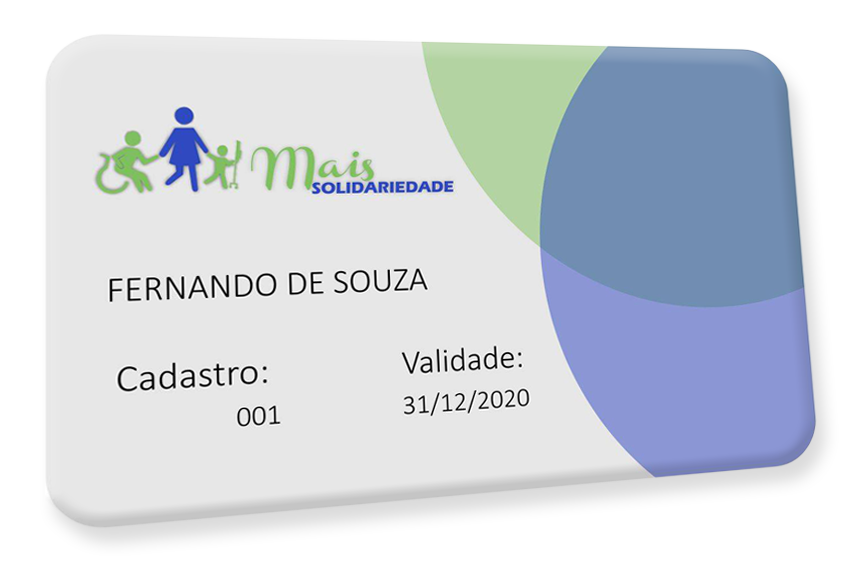 Mais
SOLIDARIEDADE
FERNANDO DE SOUZA
Cadastro:
001
Validade:
31/12/2020